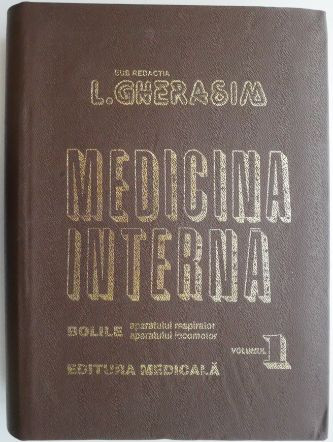 SUB REDACTIA
L.GHERASIM
MEDICINA
INTERNA
BOLILE aparatului respirator
aparatului locomotor
VOLUMUL 1
EDITURA MEDICALĂ